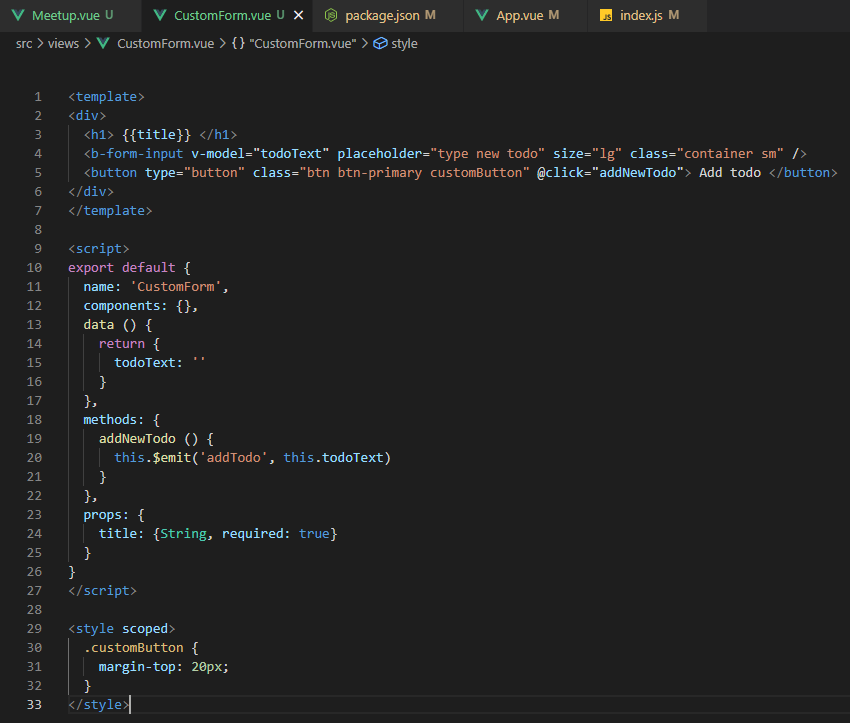 Meetup.vue U CustomForm.vue U × package.json M App.vue M JS index.js M
src > views > CustomForm.vue > {} "CustomForm.vue" > style
1 <template>
2 <div>
3 <h1> {{title}} </h1>
4 <b-form-input v-model="todoText" placeholder="type new todo" size="lg" class="container sm" />
5 <button type="button" class="btn btn-primary customButton" @click="addNewTodo"> Add todo </button>
6 </div>
7 </template>
8
9 <script>
10 export default {
11 name: 'CustomForm',
12 components: {},
13 data () {
14 return {
15 todoText: ''
16 }
17 },
18 methods: {
19 addNewTodo () {
20 this.$emit('addTodo', this.todoText)
21 }
22 },
23 props: {
24 title: {String, required: true}
25 }
26 }
27 </script>
28
29 <style scoped>
30 .customButton {
31 margin-top: 20px;
32 }
33 </style>